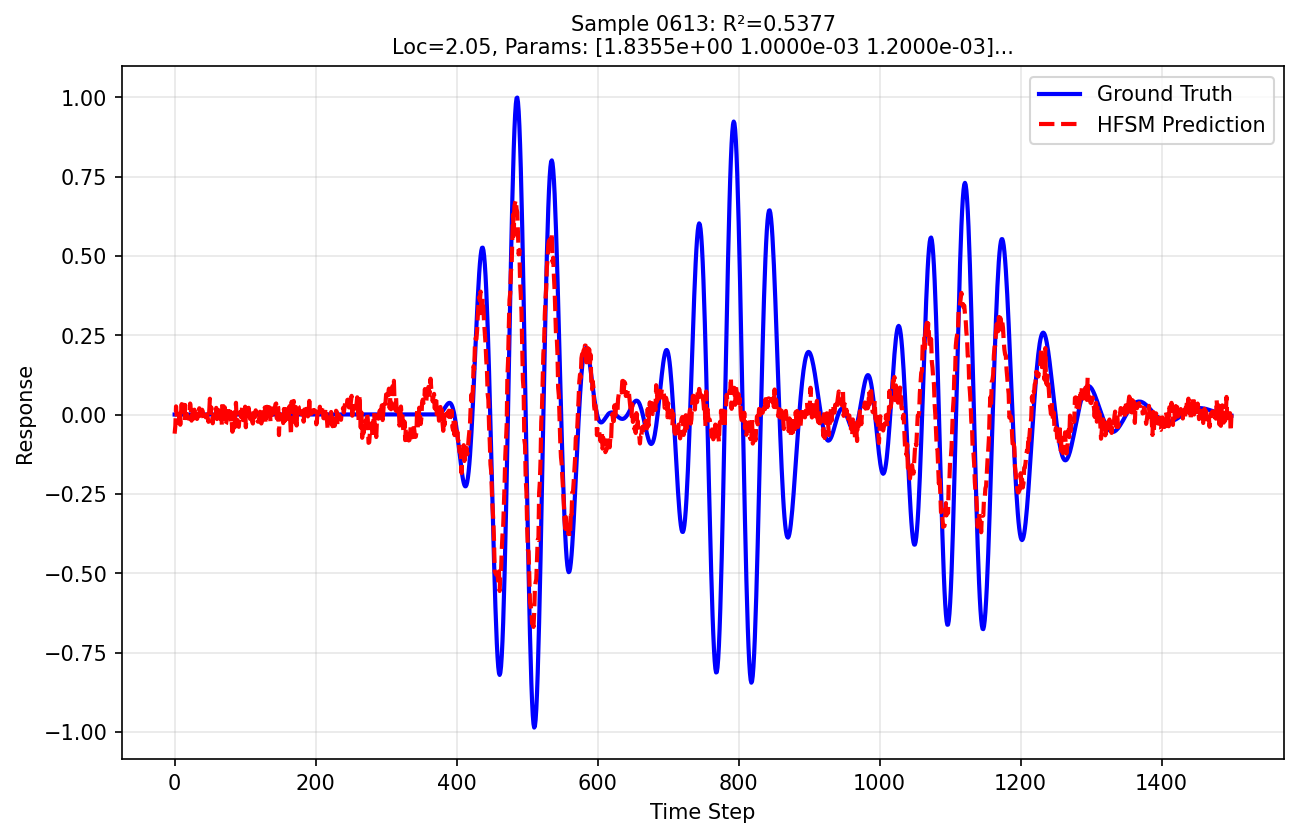 Sample 0613: R²=0.5377
Loc=2.05, Params: [1.8355e+00 1.0000e-03 1.2000e-03]...
Ground Truth
HFSM Prediction
Response
1.00
0.75
0.50
0.25
0.00
−0.25
−0.50
−0.75
−1.00
0 200 400 600 800 1000 1200 1400
Time Step